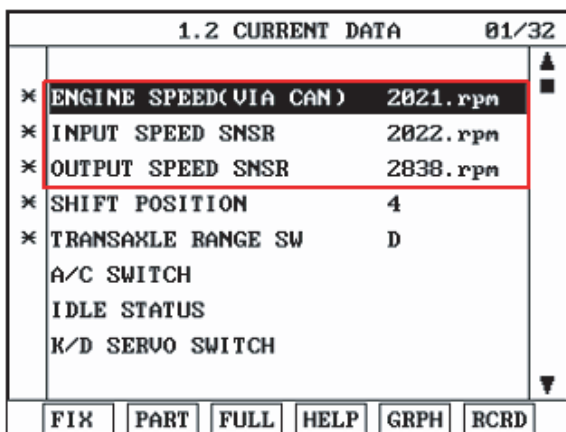 1.2 CURRENT DATA 01/32
* ENGINE SPEED(VIA CAN) 2021.rpm
* INPUT SPEED SNSR 2022.rpm
* OUTPUT SPEED SNSR 2838.rpm
* SHIFT POSITION 4
* TRANSAXLE RANGE SW D
A/C SWITCH
IDLE STATUS
K/D SERVO SWITCH
FIX PART FULL HELP GRPH RCRD